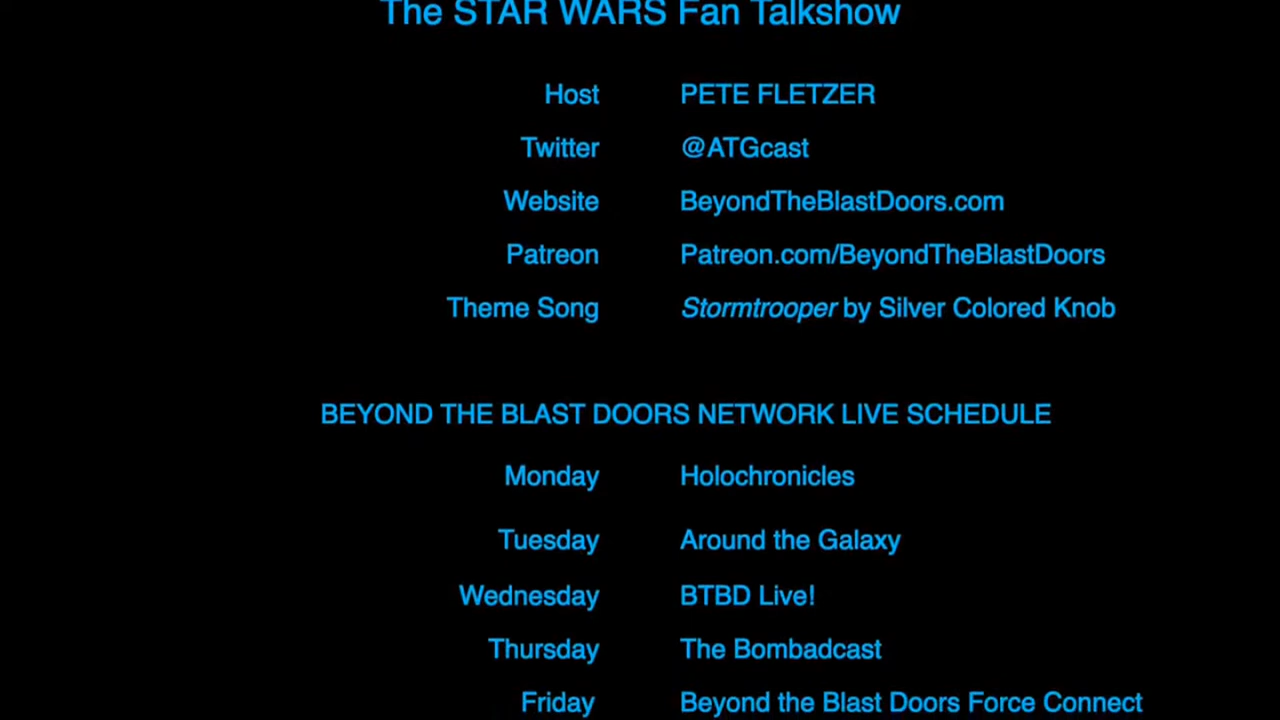 The STAR WARS Fan Talkshow
Host PETE FLETZER
Twitter @ATGcast
Website BeyondTheBlastDoors.com
Patreon Patreon.com/BeyondTheBlastDoors
Theme Song Stormtrooper by Silver Colored Knob
BEYOND THE BLAST DOORS NETWORK LIVE SCHEDULE
Monday Holochronicles
Tuesday Around the Galaxy
Wednesday BTBD Live!
Thursday The Bombadcast
Friday Beyond the Blast Doors Force Connect